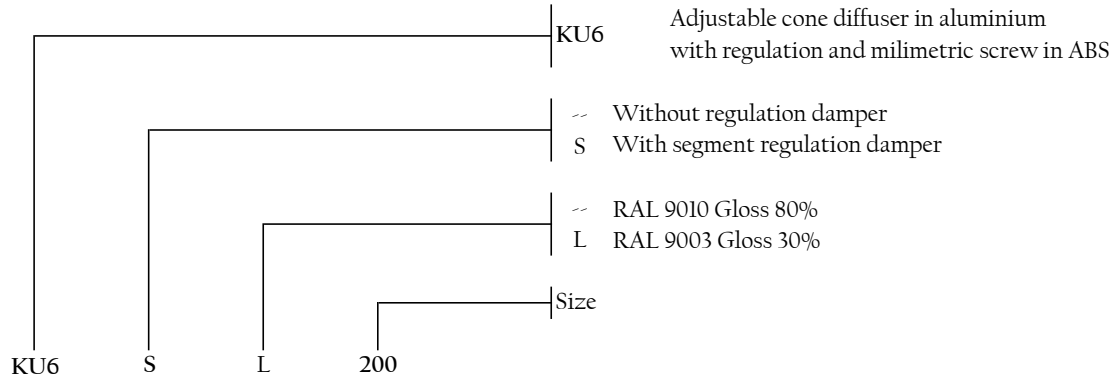 Adjustable cone diffuser in aluminium
KU6
with regulation and milimetric screw in ABS
-- Without regulation damper
S With segment regulation damper
-- RAL 9010 Gloss 80%
L RAL 9003 Gloss 30%
Size
KU6 S L 200